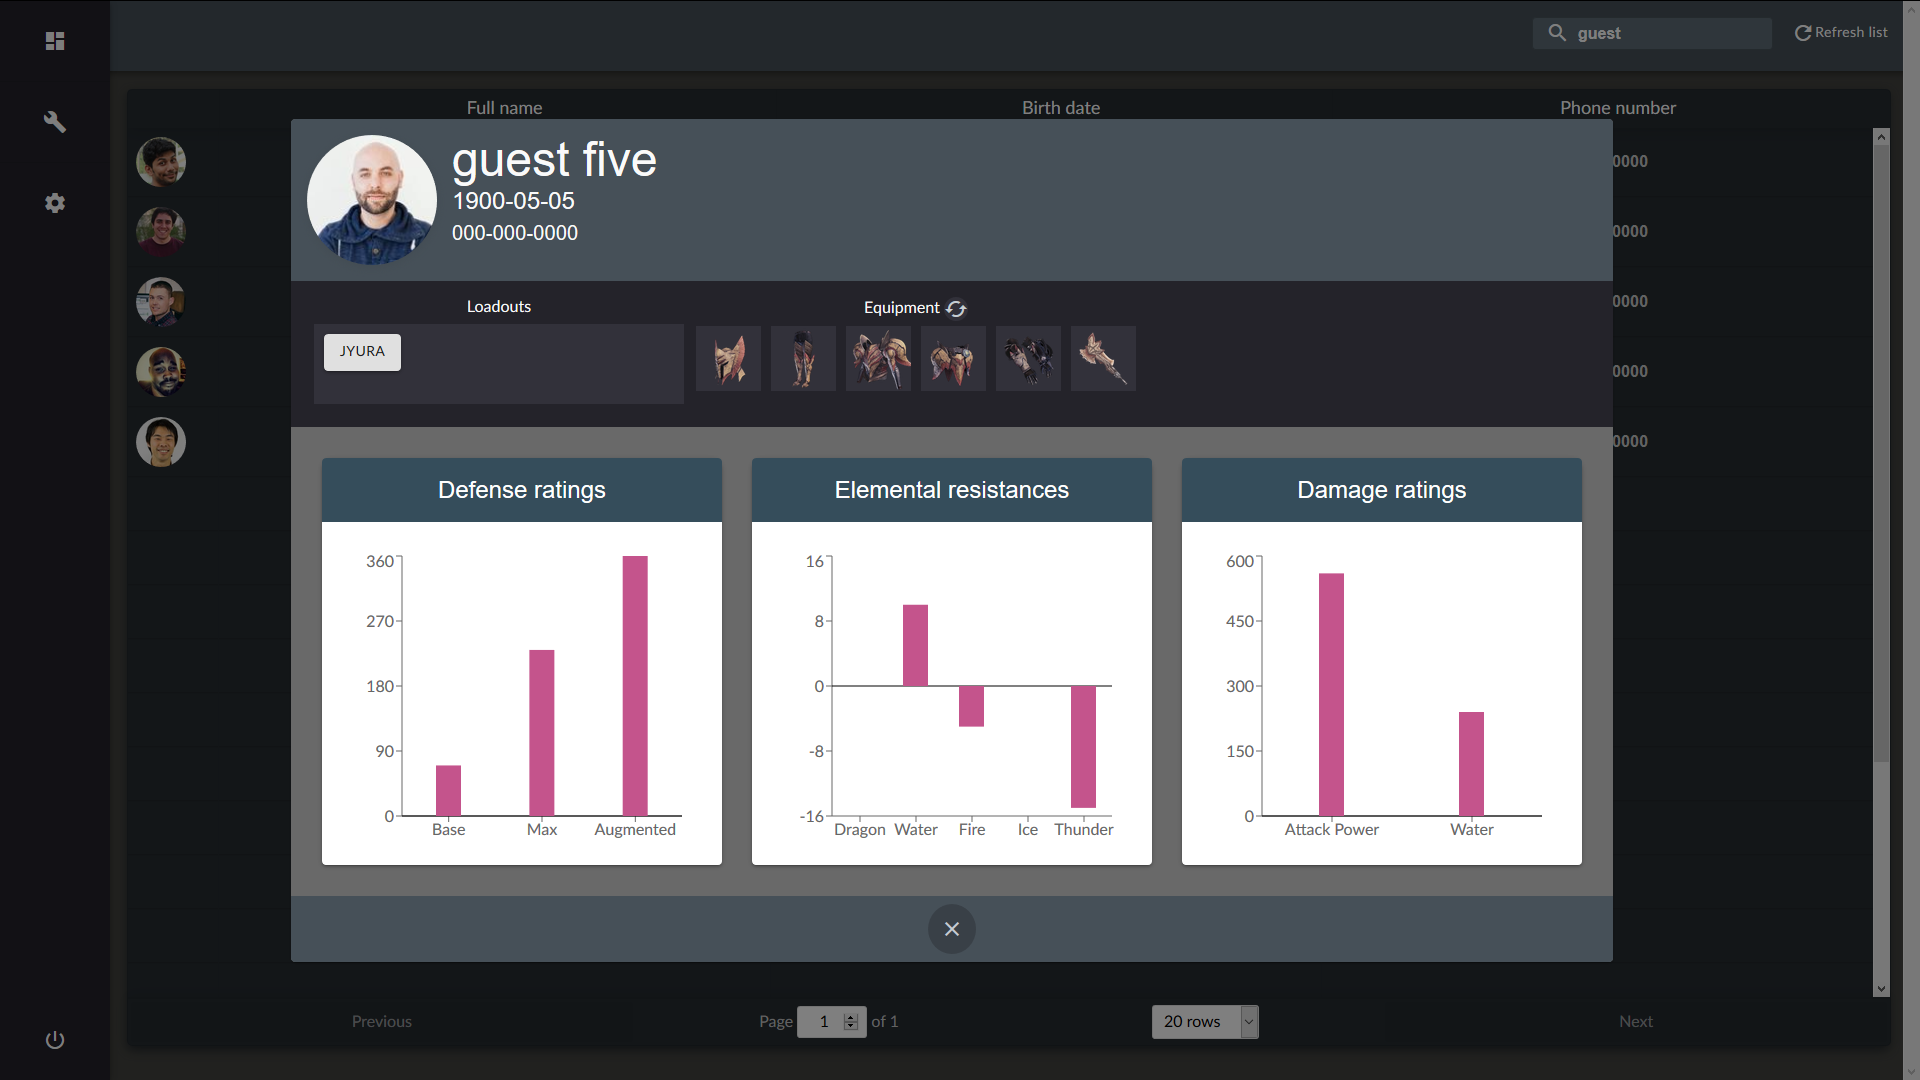 guest
Refresh list
Full name
Birth date
Phone number
guest five
1900-05-05
000-000-0000
0000
0000
0000
0000
0000
Loadouts
Equipment
JYURA
Defense ratings
360
270
180
90
0
Base
Max
Augmented
Elemental resistances
16
8
0
-8
-16
Dragon
Water
Fire
Ice
Thunder
Damage ratings
600
450
300
150
0
Attack Power
Water
Previous
Page 1 of 1
20 rows
Next